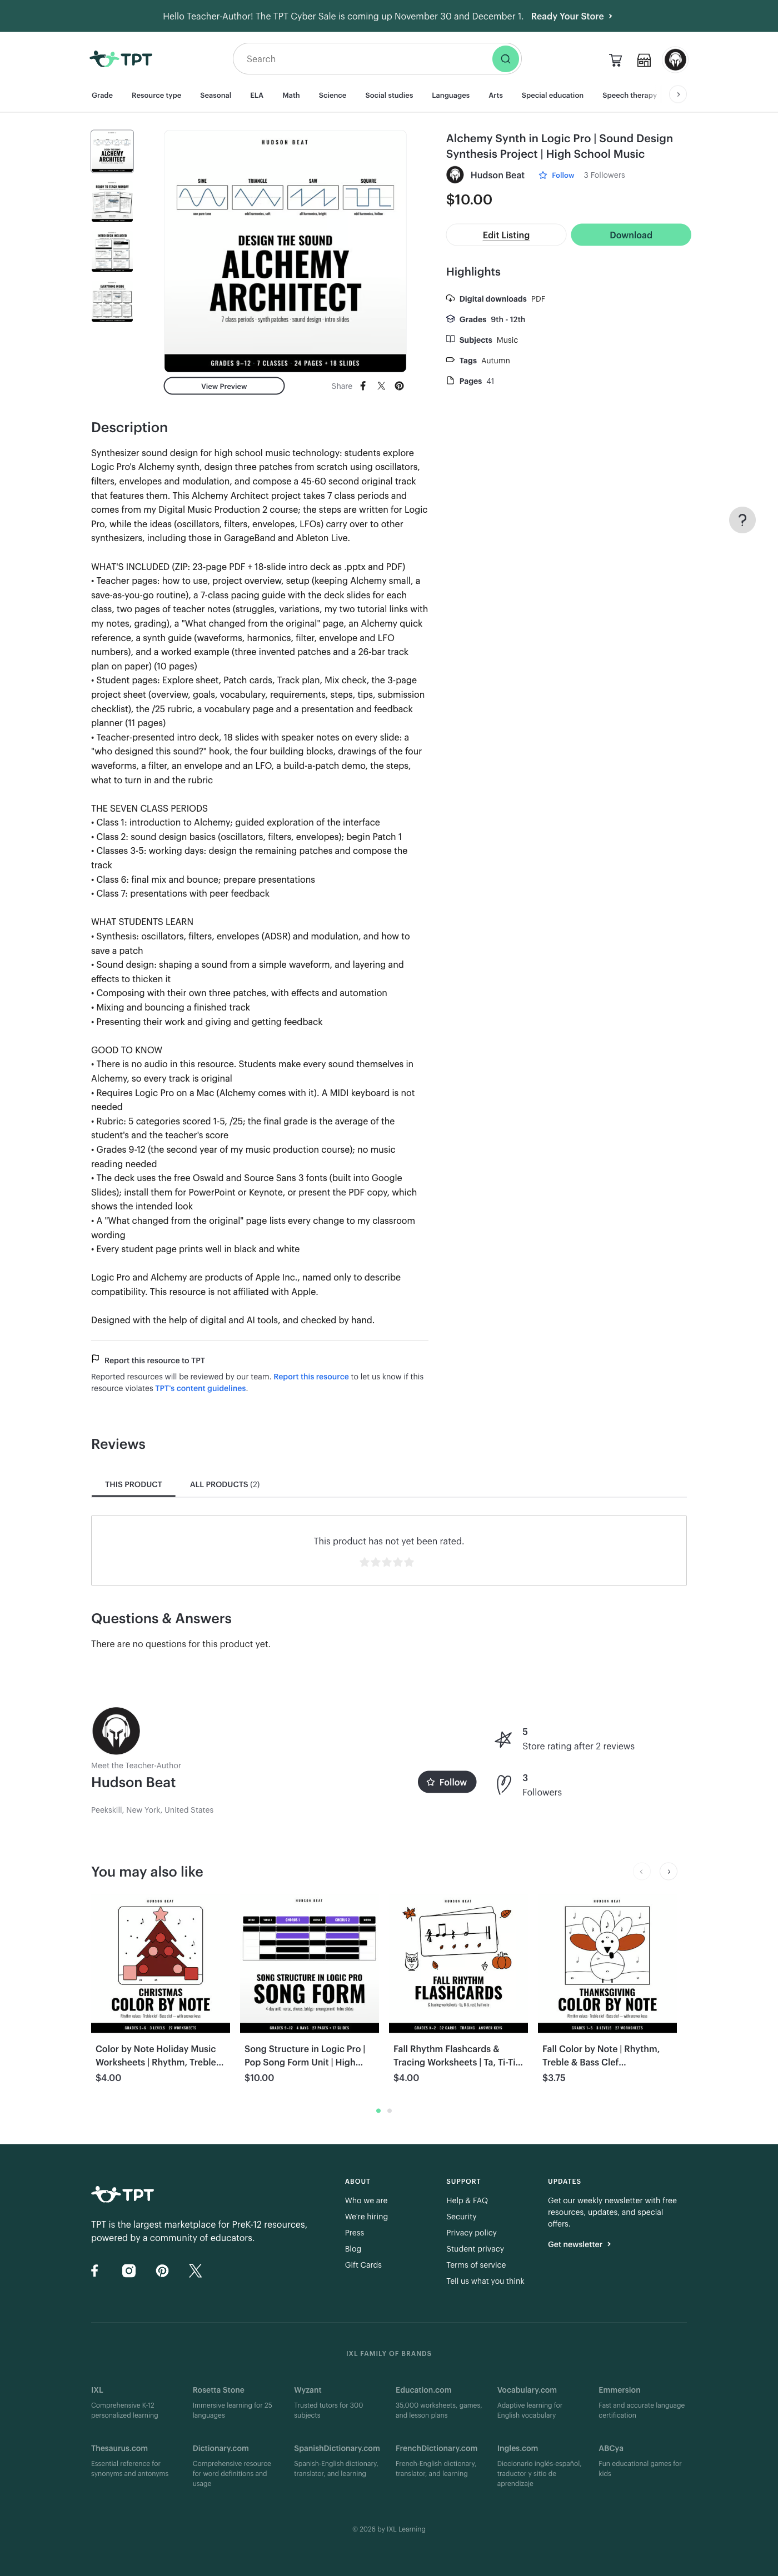 Hello Teacher-Author! The TPT Cyber Sale is coming up November 30 and December 1. Ready Your Store
TPT
Search
Grade Resource type Seasonal ELA Math Science Social studies Languages Arts Special education Speech therapy
HUDSON BEAT
SINE TRIANGLE SAW SQUARE
DESIGN THE SOUND
ALCHEMY
ARCHITECT
7 class periods · synth patches · sound design · intro slides
GRADES 9–12 7 CLASSES · 24 PAGES + 18 SLIDES
View Preview
Share
Alchemy Synth in Logic Pro | Sound Design
Synthesis Project | High School Music
Hudson Beat Follow 3 Followers
$10.00
Edit Listing Download
Highlights
Digital downloads PDF
Grades 9th - 12th
Subjects Music
Tags Autumn
Pages 41
?
Description
Synthesizer sound design for high school music technology: students explore
Logic Pro's Alchemy synth, design three patches from scratch using oscillators,
filters, envelopes and modulation, and compose a 45-60 second original track
that features them. This Alchemy Architect project takes 7 class periods and
comes from my Digital Music Production 2 course; the steps are written for Logic
Pro, while the ideas (oscillators, filters, envelopes, LFOs) carry over to other
synthesizers, including those in GarageBand and Ableton Live.
WHAT'S INCLUDED (ZIP: 23-page PDF + 18-slide intro deck as .pptx and PDF)
• Teacher pages: how to use, project overview, setup (keeping Alchemy small, a
save-as-you-go routine), a 7-class pacing guide with the deck slides for each
class, two pages of teacher notes (struggles, variations, my two tutorial links with
my notes, grading), a "What changed from the original" page, an Alchemy quick
reference, a synth guide (waveforms, harmonics, filter, envelope and LFO
numbers), and a worked example (three invented patches and a 26-bar track
plan on paper) (10 pages)
• Student pages: Explore sheet, Patch cards, Track plan, Mix check, the 3-page
project sheet (overview, goals, vocabulary, requirements, steps, tips, submission
checklist), the /25 rubric, a vocabulary page and a presentation and feedback
planner (11 pages)
• Teacher-presented intro deck, 18 slides with speaker notes on every slide: a
"who designed this sound?" hook, the four building blocks, drawings of the four
waveforms, a filter, an envelope and an LFO, a build-a-patch demo, the steps,
what to turn in and the rubric
THE SEVEN CLASS PERIODS
• Class 1: introduction to Alchemy; guided exploration of the interface
• Class 2: sound design basics (oscillators, filters, envelopes); begin Patch 1
• Classes 3-5: working days: design the remaining patches and compose the
track
• Class 6: final mix and bounce; prepare presentations
• Class 7: presentations with peer feedback
WHAT STUDENTS LEARN
• Synthesis: oscillators, filters, envelopes (ADSR) and modulation, and how to
save a patch
• Sound design: shaping a sound from a simple waveform, and layering and
effects to thicken it
• Composing with their own three patches, with effects and automation
• Mixing and bouncing a finished track
• Presenting their work and giving and getting feedback
GOOD TO KNOW
• There is no audio in this resource. Students make every sound themselves in
Alchemy, so every track is original
• Requires Logic Pro on a Mac (Alchemy comes with it). A MIDI keyboard is not
needed
• Rubric: 5 categories scored 1-5, /25; the final grade is the average of the
student's and the teacher's score
• Grades 9-12 (the second year of my music production course); no music
reading needed
• The deck uses the free Oswald and Source Sans 3 fonts (built into Google
Slides); install them for PowerPoint or Keynote, or present the PDF copy, which
shows the intended look
• A "What changed from the original" page lists every change to my classroom
wording
• Every student page prints well in black and white
Logic Pro and Alchemy are products of Apple Inc., named only to describe
compatibility. This resource is not affiliated with Apple.
Designed with the help of digital and AI tools, and checked by hand.
Report this resource to TPT
Reported resources will be reviewed by our team. Report this resource to let us know if this
resource violates TPT's content guidelines.
Reviews
THIS PRODUCT ALL PRODUCTS (2)
This product has not yet been rated.
Questions & Answers
There are no questions for this product yet.
Meet the Teacher-Author
Hudson Beat
Peekskill, New York, United States
Follow
5
Store rating after 2 reviews
3
Followers
You may also like
HUDSON BEAT
CHRISTMAS
COLOR BY NOTE
Color by Note Holiday Music
Worksheets | Rhythm, Treble...
$4.00
HUDSON BEAT
SONG STRUCTURE IN LOGIC PRO
SONG FORM
Song Structure in Logic Pro |
Pop Song Form Unit | High...
$10.00
HUDSON BEAT
FALL RHYTHM
FLASHCARDS
Fall Rhythm Flashcards &
Tracing Worksheets | Ta, Ti-Ti...
$4.00
HUDSON BEAT
THANKSGIVING
COLOR BY NOTE
Fall Color by Note | Rhythm,
Treble & Bass Clef...
$3.75
TPT
TPT is the largest marketplace for PreK-12 resources,
powered by a community of educators.
ABOUT
Who we are
We're hiring
Press
Blog
Gift Cards
SUPPORT
Help & FAQ
Security
Privacy policy
Student privacy
Terms of service
Tell us what you think
UPDATES
Get our weekly newsletter with free
resources, updates, and special
offers.
Get newsletter
IXL FAMILY OF BRANDS
IXL
Comprehensive K-12
personalized learning
Rosetta Stone
Immersive learning for 25
languages
Wyzant
Trusted tutors for 300
subjects
Education.com
35,000 worksheets, games,
and lesson plans
Vocabulary.com
Adaptive learning for
English vocabulary
Emmersion
Fast and accurate language
certification
Thesaurus.com
Essential reference for
synonyms and antonyms
Dictionary.com
Comprehensive resource
for word definitions and
usage
SpanishDictionary.com
Spanish-English dictionary,
translator, and learning
FrenchDictionary.com
French-English dictionary,
translator, and learning
Ingles.com
Diccionario inglés-español,
traductor y sitio de
aprendizaje
ABCya
Fun educational games for
kids
© 2026 by IXL Learning